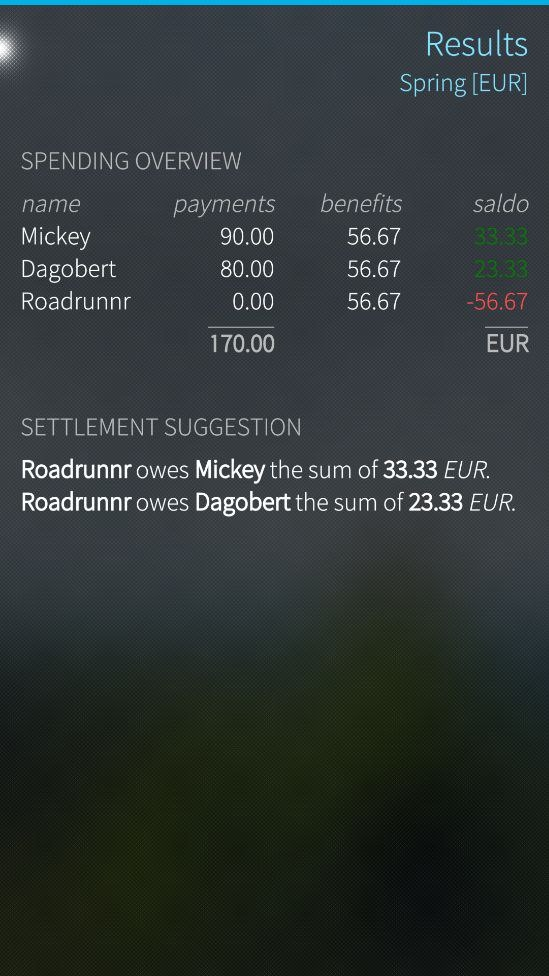 Results
Spring [EUR]
SPENDING OVERVIEW
name payments benefits saldo
Mickey 90.00 56.67 33.33
Dagobert 80.00 56.67 23.33
Roadrunnr 0.00 56.67 -56.67
170.00 EUR
SETTLEMENT SUGGESTION
Roadrunnr owes Mickey the sum of 33.33 EUR.
Roadrunnr owes Dagobert the sum of 23.33 EUR.